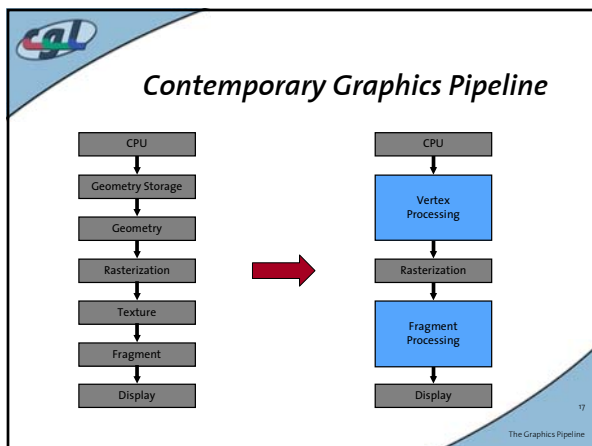 cgl
Contemporary Graphics Pipeline
CPU
Geometry Storage
Geometry
Rasterization
Texture
Fragment
Display
CPU
Vertex
Processing
Rasterization
Fragment
Processing
Display
17
The Graphics Pipeline